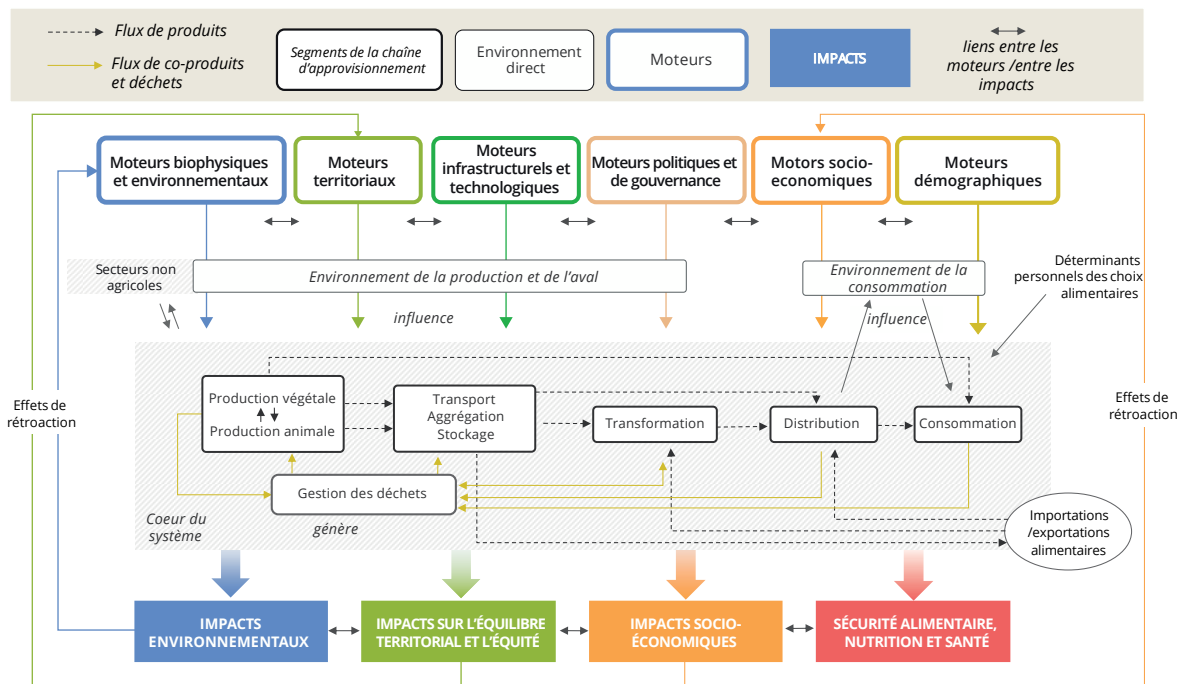 Flux de produits
Flux de co-produits
et déchets
Segments de la chaîne
d'approvisionnement
Environnement
direct
Moteurs
IMPACTS
liens entre les
moteurs /entre les
impacts
Moteurs biophysiques
et environnementaux
Moteurs
territoriaux
Moteurs
infrastructurels et
technologiques
Moteurs politiques et
de gouvernance
Motors socio-
economiques
Moteurs
démographiques
Secteurs non
agricoles
Environnement de la production et de l'aval
Environnement de la
consommation
Déterminants
personnels des choix
alimentaires
influence
influence
Effets de
rétroaction
Production végétale
Production animale
Transport
Aggrégation
Stockage
Transformation
Distribution
Consommation
Effets de
rétroaction
Gestion des déchets
Coeur du
système
génère
Importations
/exportations
alimentaires
IMPACTS
ENVIRONNEMENTAUX
IMPACTS SUR L'ÉQUILIBRE
TERRITORIAL ET L'ÉQUITÉ
IMPACTS SOCIO-
ÉCONOMIQUES
SÉCURITÉ ALIMENTAIRE,
NUTRITION ET SANTÉ